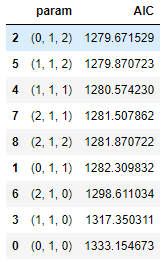 param AIC
2 (0, 1, 2) 1279.671529
5 (1, 1, 2) 1279.870723
4 (1, 1, 1) 1280.574230
7 (2, 1, 1) 1281.507862
8 (2, 1, 2) 1281.870722
1 (0, 1, 1) 1282.309832
6 (2, 1, 0) 1298.611034
3 (1, 1, 0) 1317.350311
0 (0, 1, 0) 1333.154673